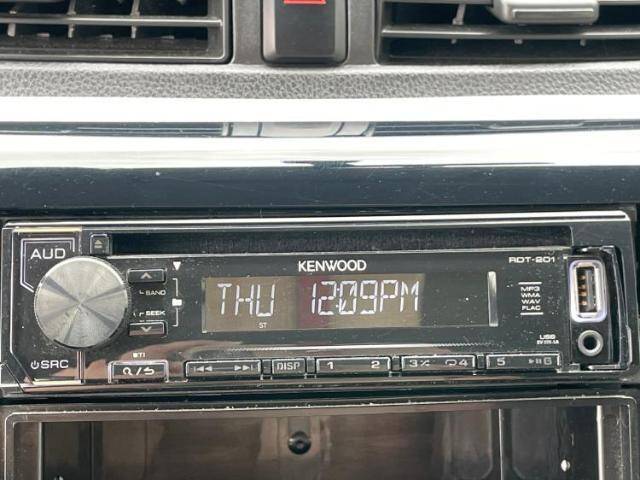 AUD
KENWOOD
RDT-201
BAND
SEEK
THU 12:09PM
ST
MP3
WMA
WAV
FLAC
USB
SRC
DISP
1 2
3 4
5 6